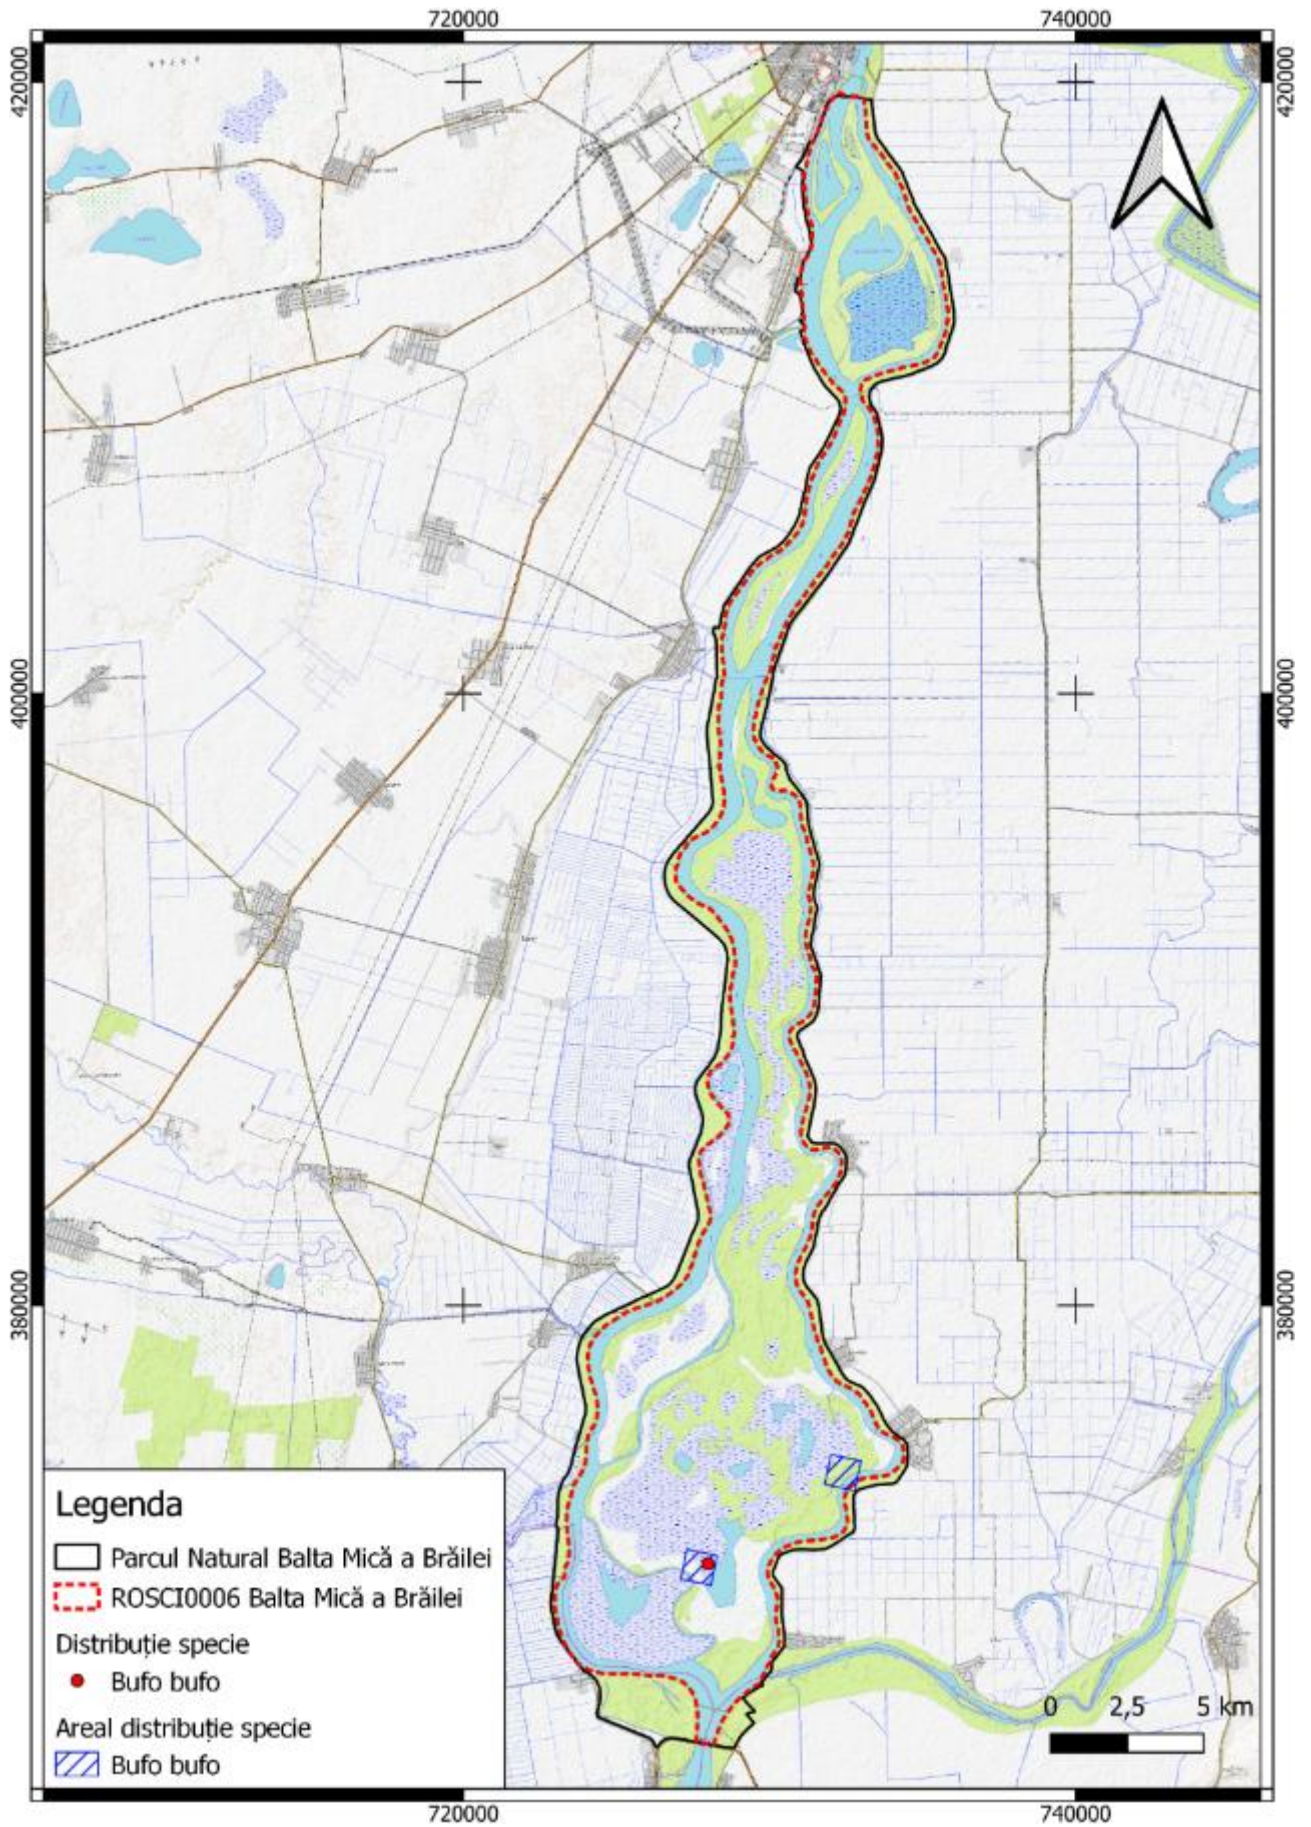 720000
740000
420000
420000
400000
400000
380000
380000
Legenda
Parcul Natural Balta Mică a Brăilei
ROSCI0006 Balta Mică a Brăilei
Distribuție specie
Bufo bufo
Areal distribuție specie
Bufo bufo
0 2,5 5 km
720000
740000